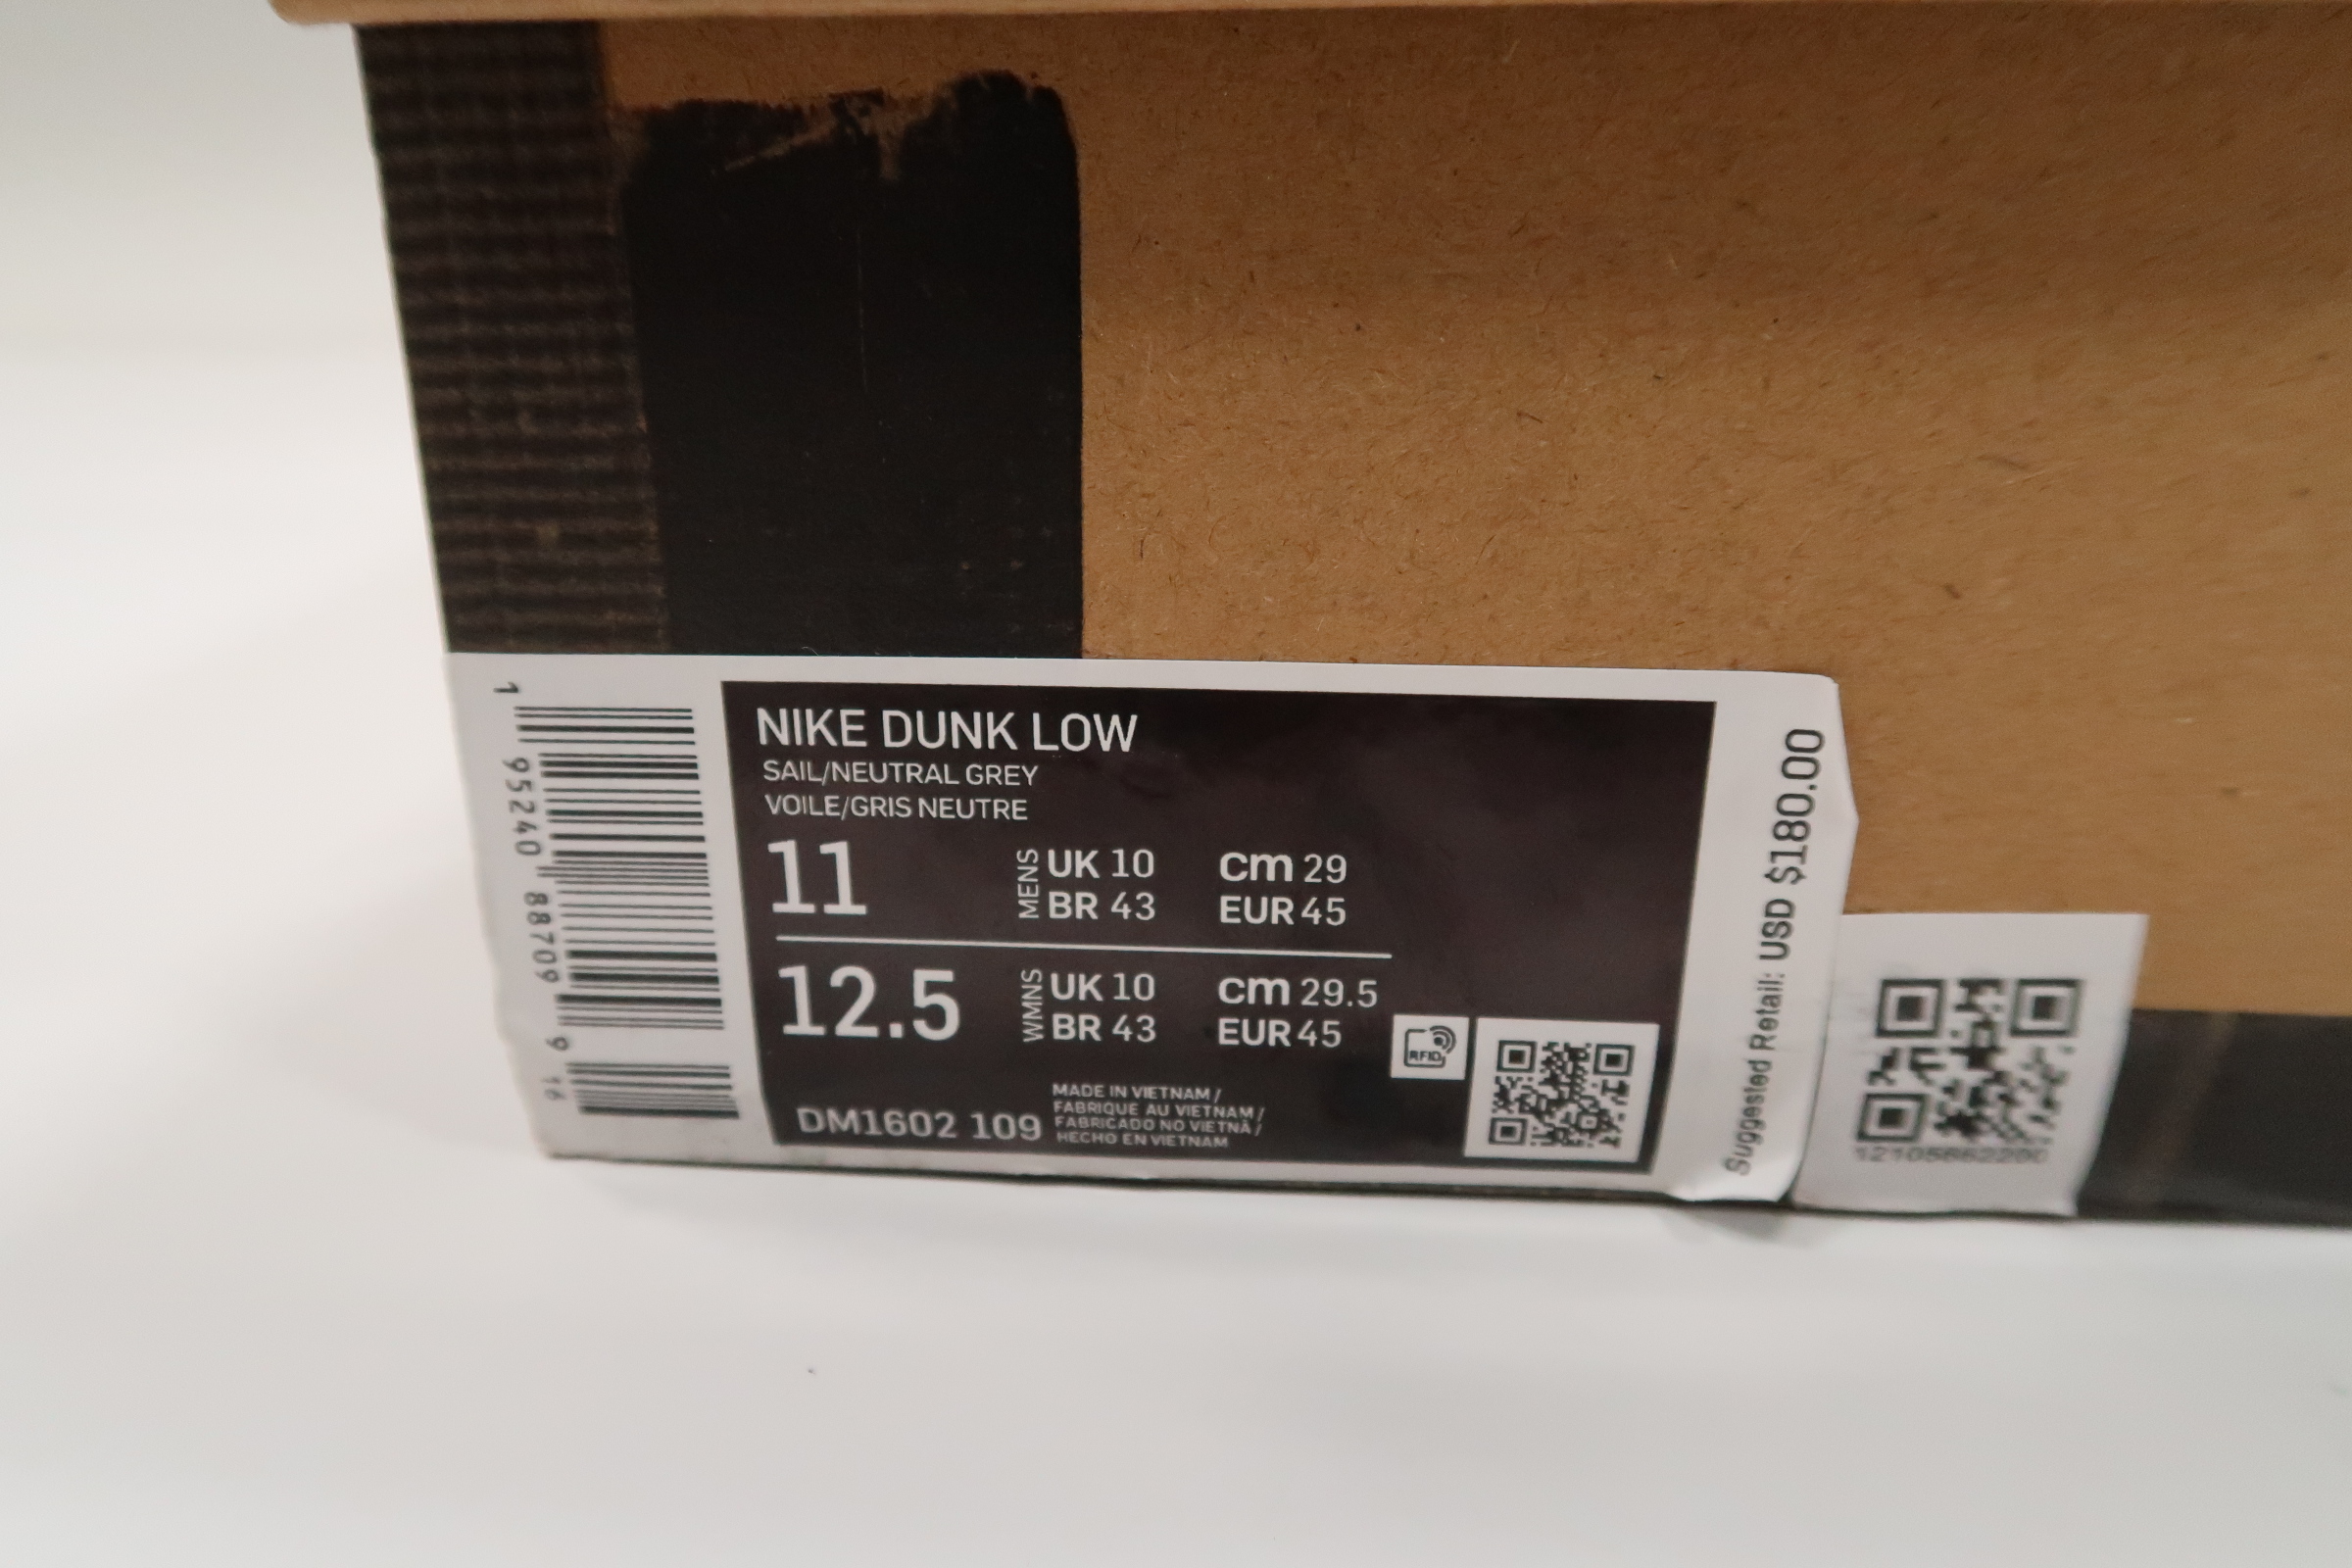 NIKE DUNK LOW
SAIL/NEUTRAL GREY
VOILE/GRIS NEUTRE
11
MENS
UK 10
cm 29
BR 43
EUR 45
12.5
WMNS
UK 10
cm 29.5
BR 43
EUR 45
RFID
DM1602 109
MADE IN VIETNAM /
FABRIQUE AU VIETNAM /
FABRICADO NO VIETNÃ /
HECHO EN VIETNAM
1 95240 88709 9 16
Suggested Retail: USD $180.00